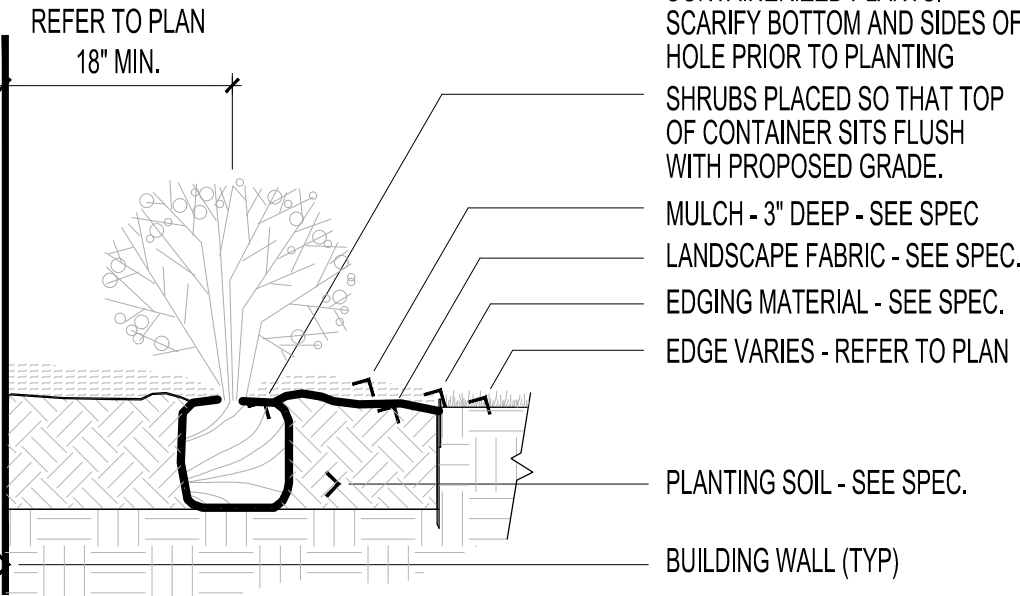 REFER TO PLAN
18" MIN.
SCARIFY BOTTOM AND SIDES OF
HOLE PRIOR TO PLANTING
SHRUBS PLACED SO THAT TOP
OF CONTAINER SITS FLUSH
WITH PROPOSED GRADE.
MULCH - 3" DEEP - SEE SPEC
LANDSCAPE FABRIC - SEE SPEC.
EDGING MATERIAL - SEE SPEC.
EDGE VARIES - REFER TO PLAN
PLANTING SOIL - SEE SPEC.
BUILDING WALL (TYP)